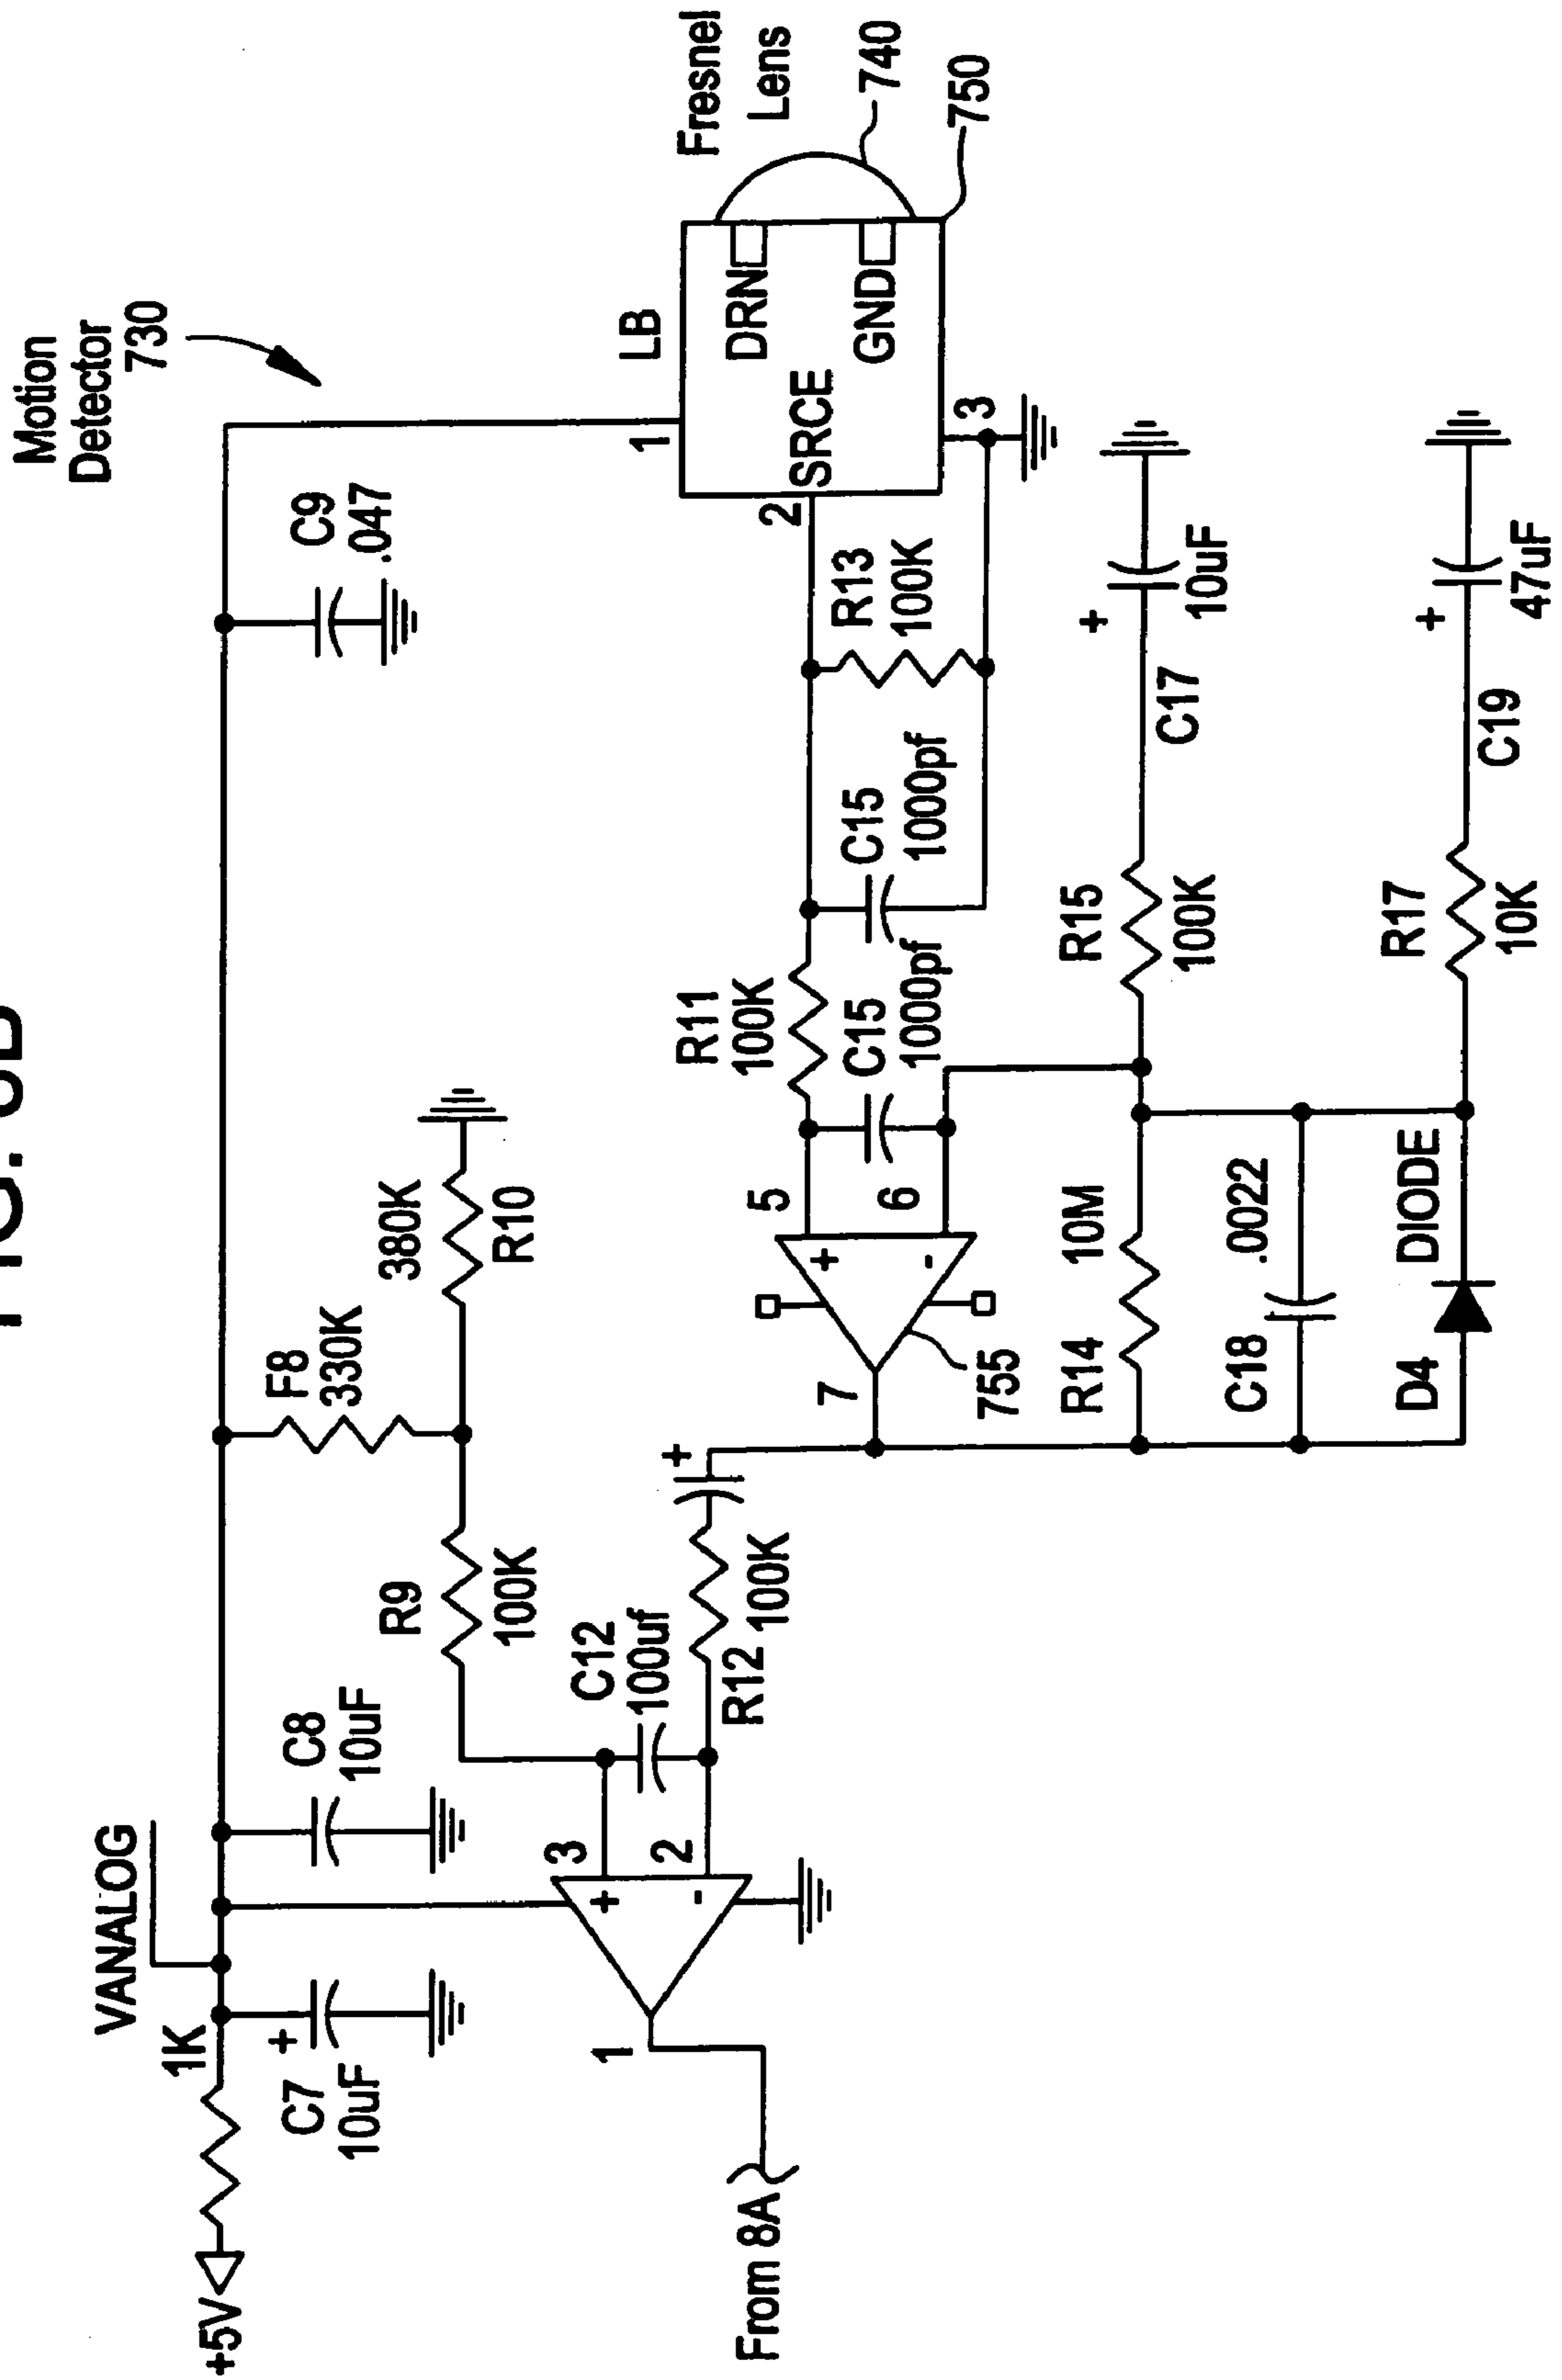 FIG. 8B
Motion
Detector
730
VANALOG
+5V
1K
C7
10uF
+
C8
10uF
C9
.047
F8
330K
380K
R10
R9
100K
C12
100uf
R12
100K
+
3
2
+
-
1
From 8A
LB
1
2
SRCE
DRN
GND
3
Fresnel
Lens
740
750
R13
100K
C15
1000pf
R11
100K
C15
1000pf
5
6
+
-
7
755
R15
100K
C17
+
10uF
R14
10M
C18
.0022
D4
DIODE
R17
10K
C19
+
47uF